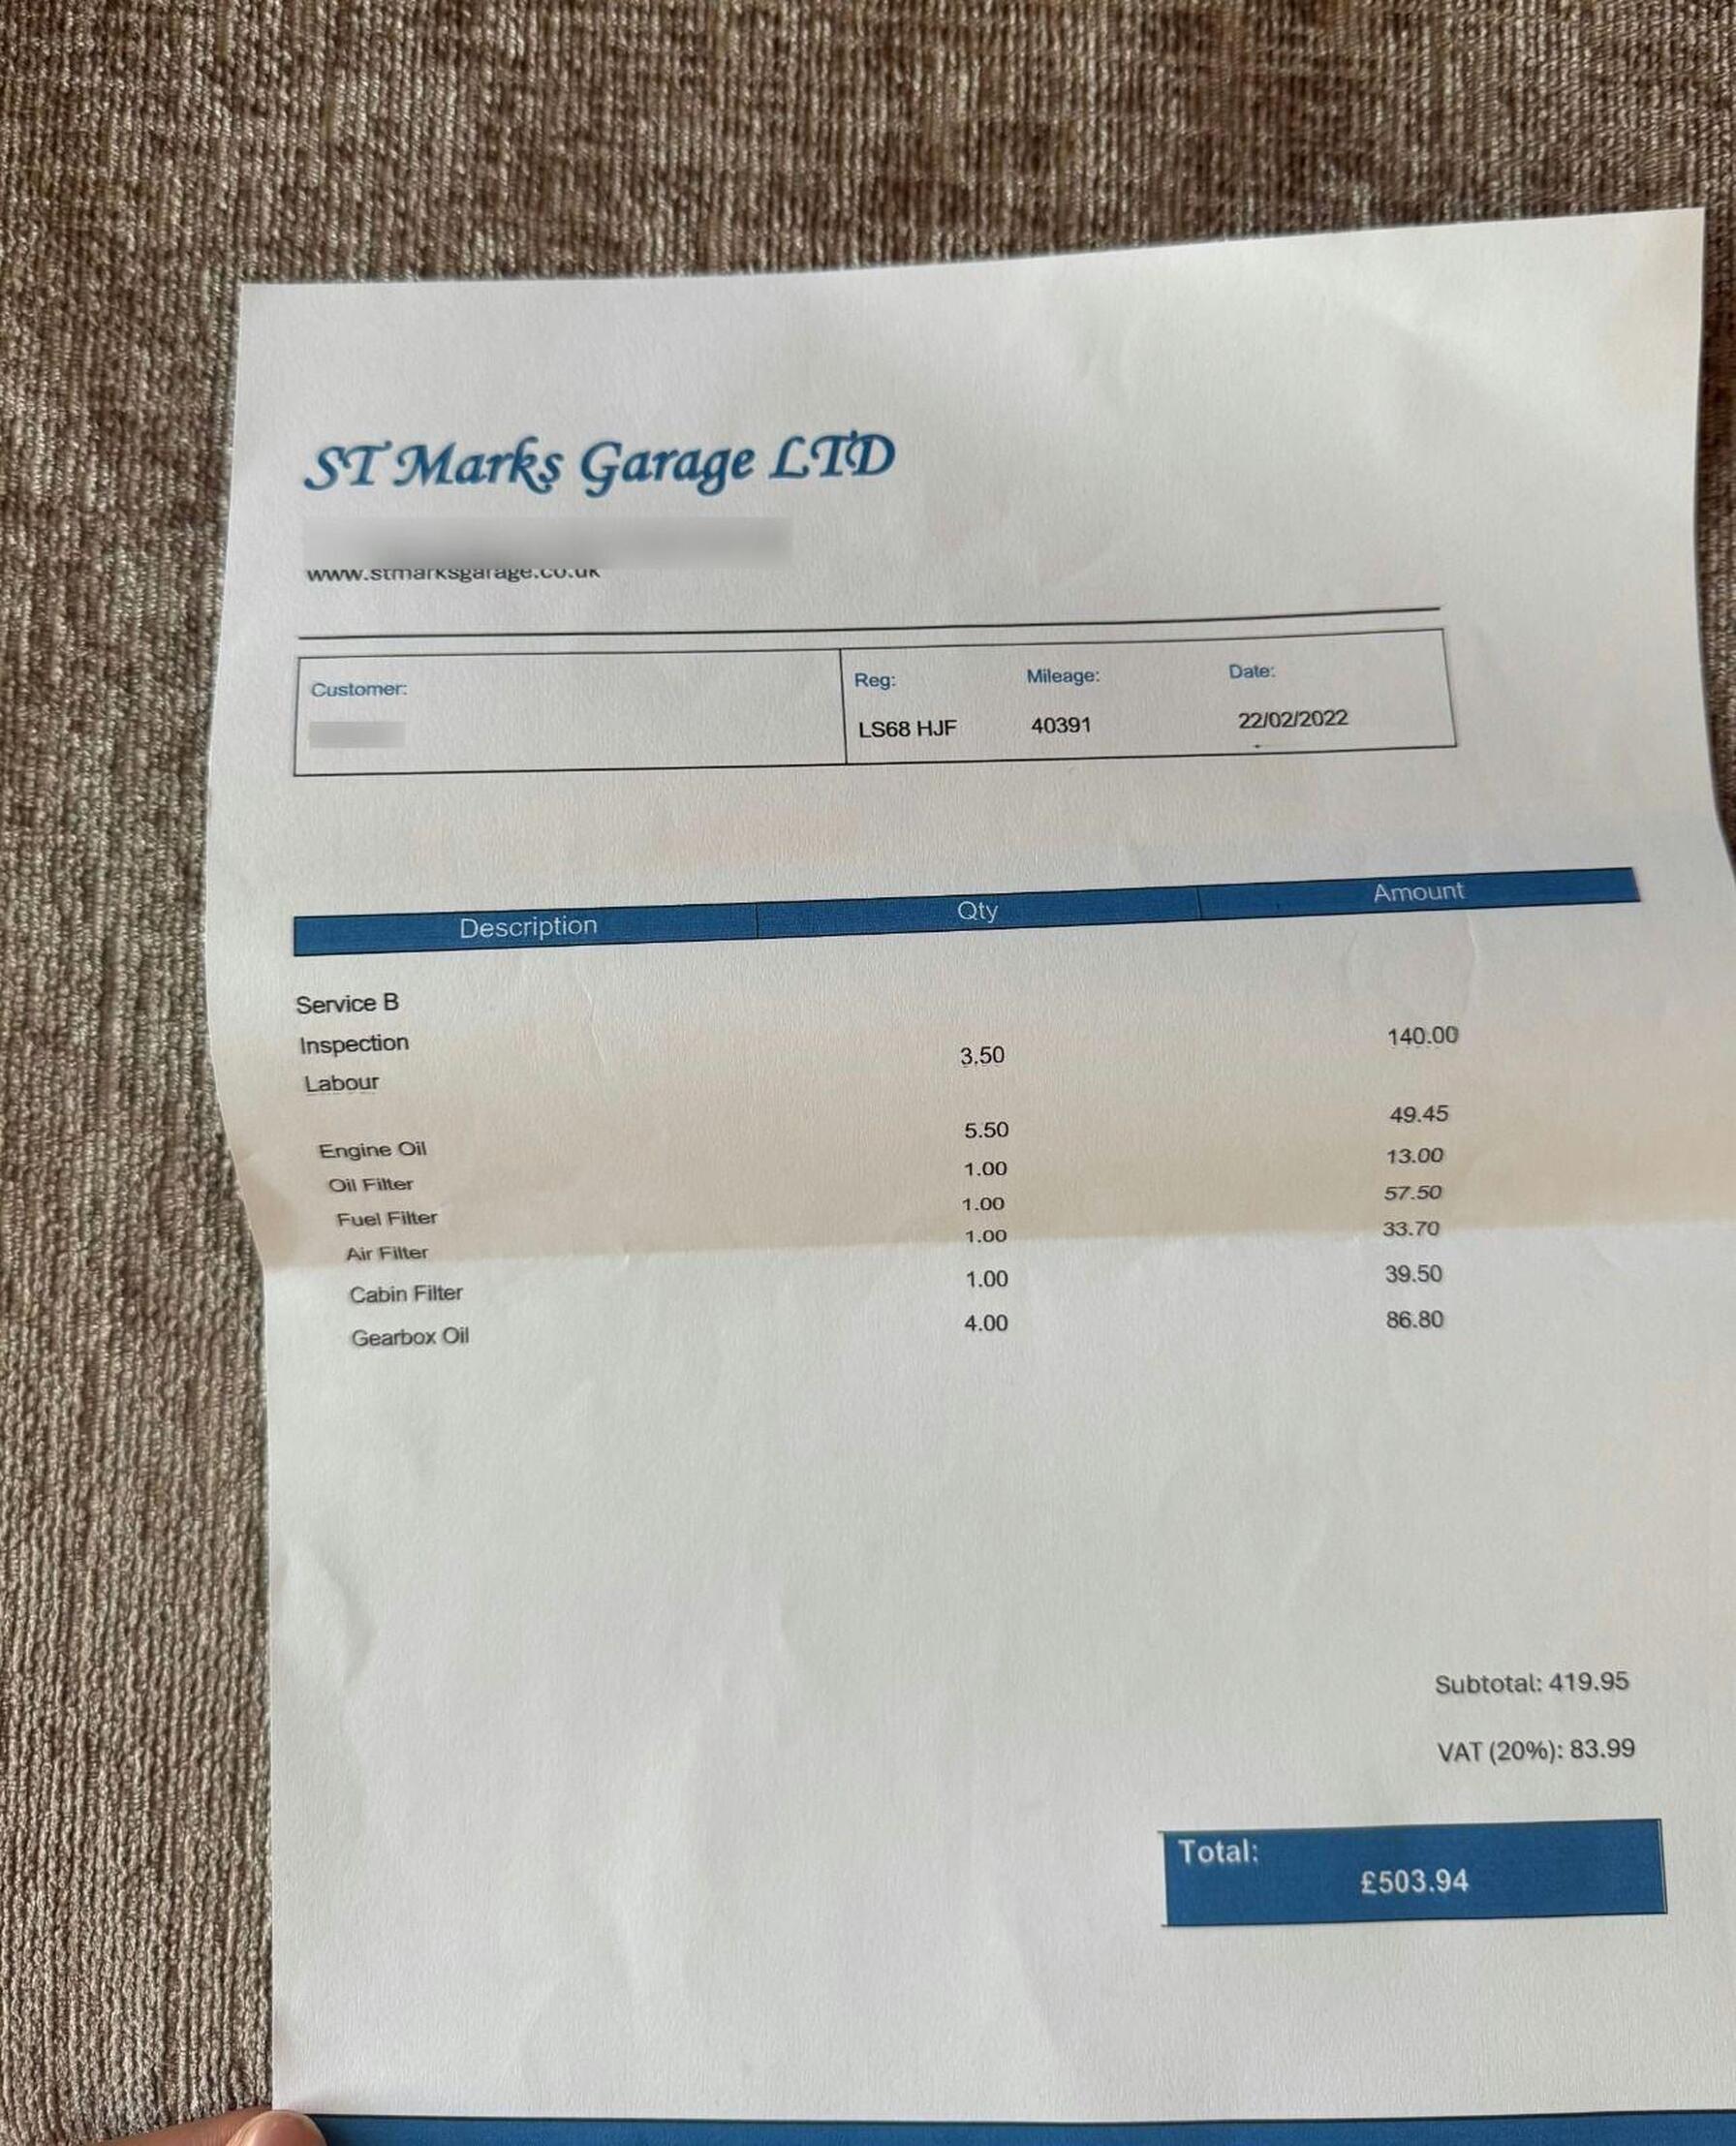 ST Marks Garage LTD
www.stmarksgarage.co.uk
Customer:
Reg: Mileage: Date:
LS68 HJF 40391 22/02/2022
Description Qty Amount
Service B
Inspection 140.00
Labour 3.50
Engine Oil 5.50 49.45
Oil Filter 1.00 13.00
Fuel Filter 1.00 57.50
Air Filter 1.00 33.70
Cabin Filter 1.00 39.50
Gearbox Oil 4.00 86.80
Subtotal: 419.95
VAT (20%): 83.99
Total:
£503.94